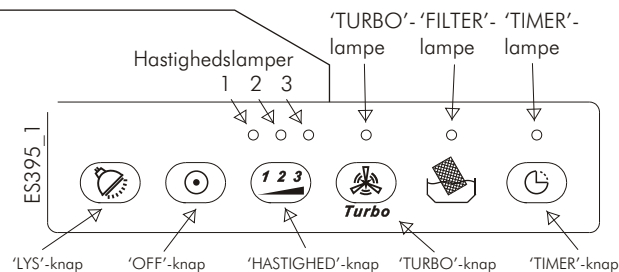 ‘TURBO’- ‘FILTER’- ‘TIMER’-
lampe lampe lampe
Hastighedslamper
1 2 3
ES395_1
1 2 3
Turbo
‘LYS’-knap ‘OFF’-knap ‘HASTIGHED’-knap ‘TURBO’-knap ‘TIMER’-knap